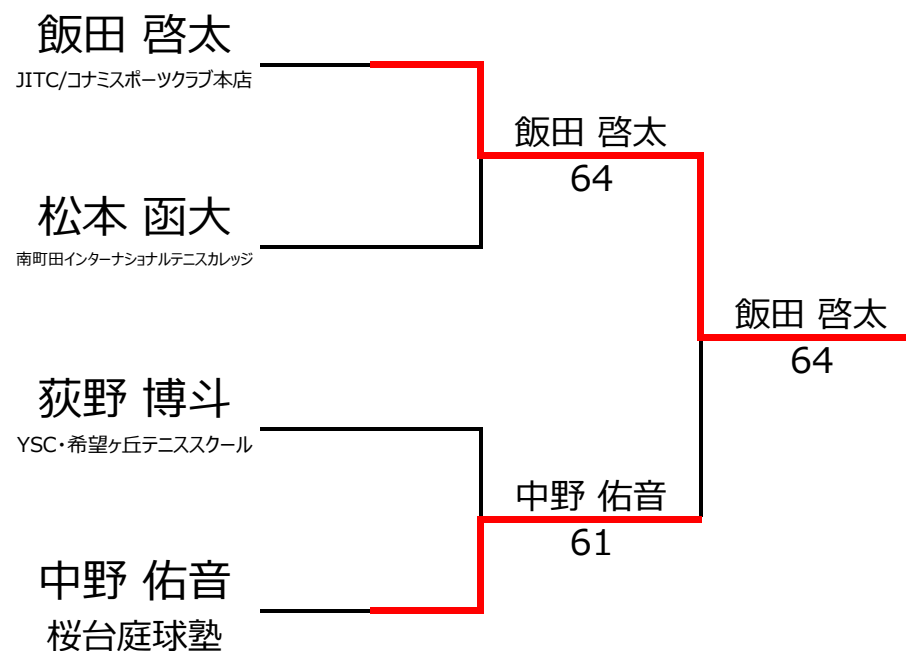 飯田 啓太
JITC/コナミスポーツクラブ本店
飯田 啓太
64
松本 函大
南町田インターナショナルテニスカレッジ
飯田 啓太
64
荻野 博斗
YSC・希望ヶ丘テニススクール
中野 佑音
61
中野 佑音
桜台庭球塾